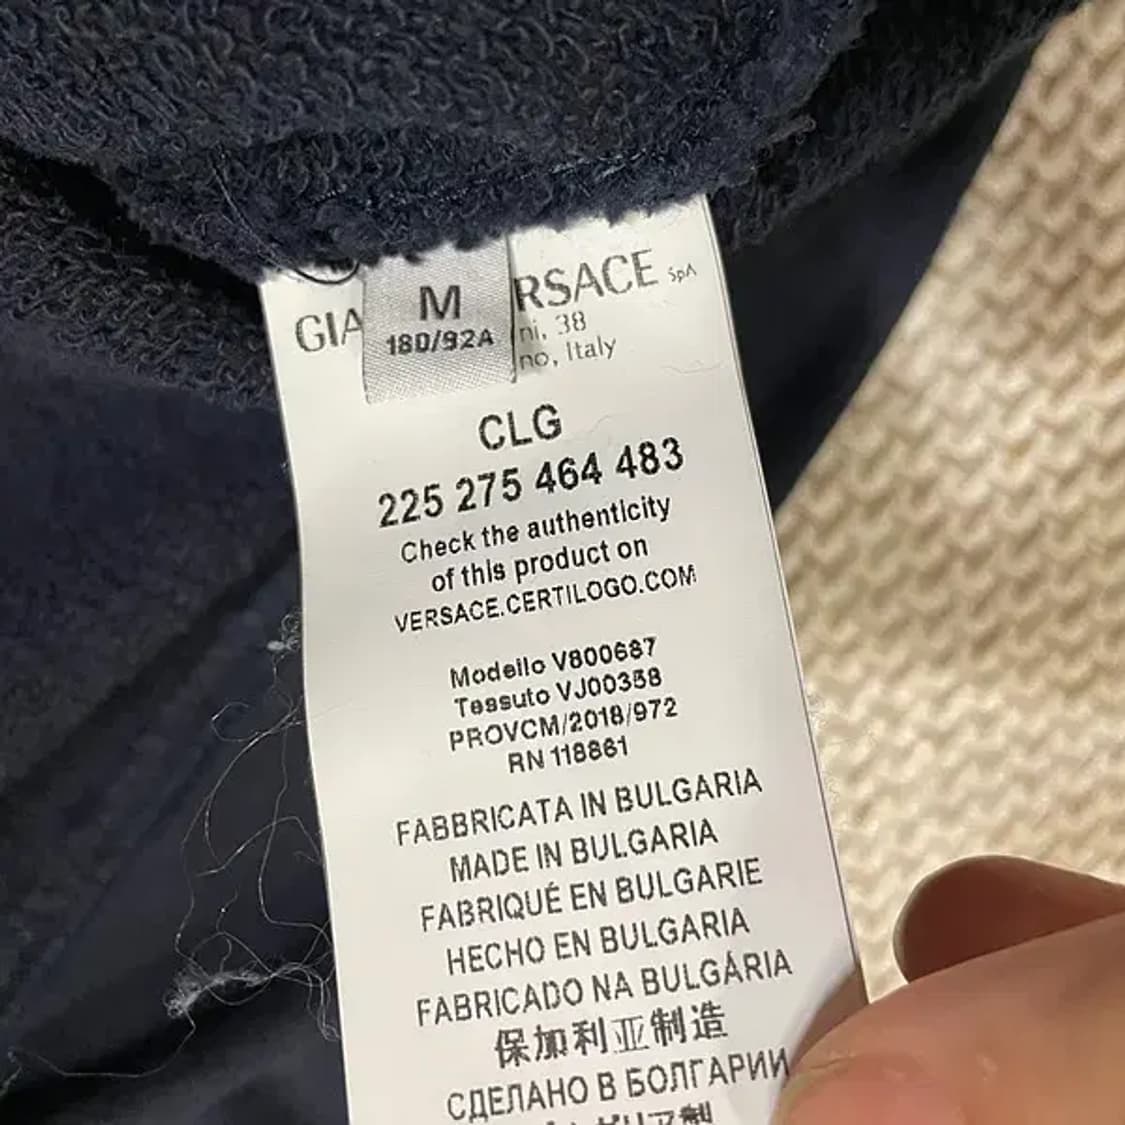 M
180/92A
GIA
RSACE SpA
ni, 38
no, Italy
CLG
225 275 464 483
Check the authenticity
of this product on
VERSACE.CERTILOGO.COM
Modello V800687
Tessuto VJ00358
PROVCM/2018/972
RN 118861
FABBRICATA IN BULGARIA
MADE IN BULGARIA
FABRIQUÉ EN BULGARIE
HECHO EN BULGARIA
FABRICADO NA BULGÁRIA
保加利亚制造
СДЕЛАНО В БОЛГАРИИ